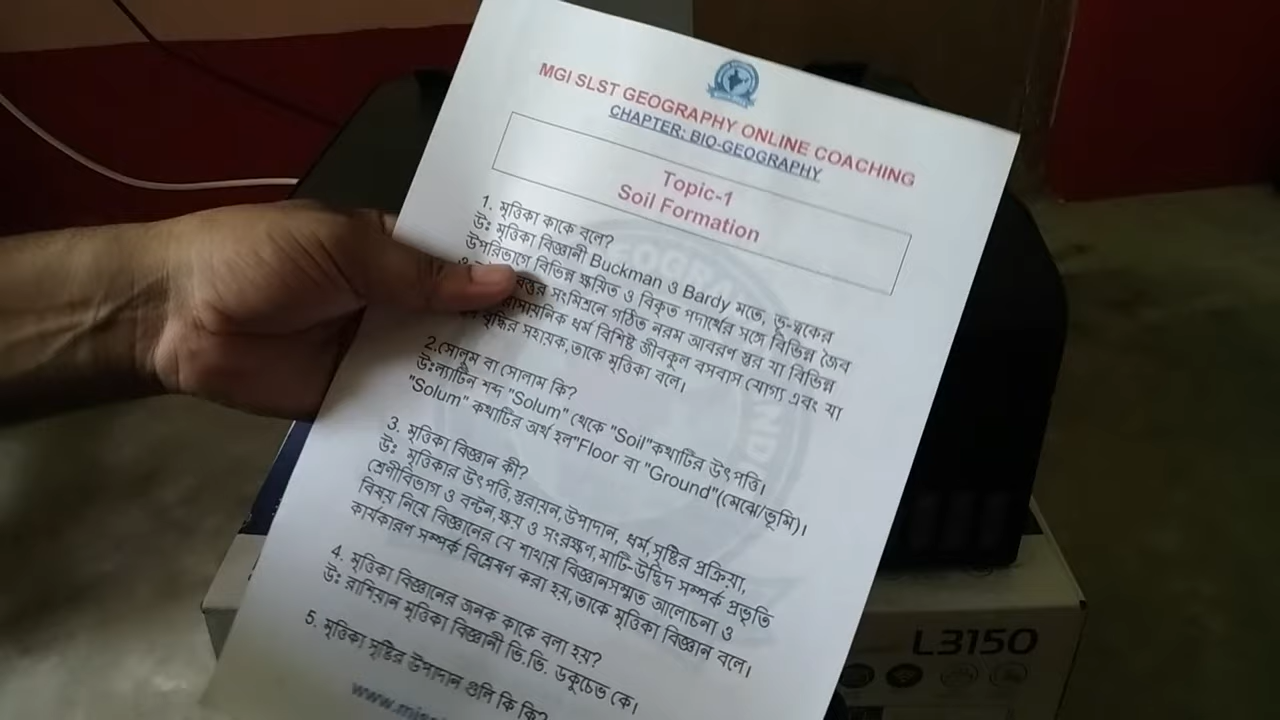 MGI SLST GEOGRAPHY ONLINE COACHING
CHAPTER: BIO-GEOGRAPHY
Topic-1
Soil Formation
1. মৃত্তিকা কাকে বলে?
উঃ মৃত্তিকা বিজ্ঞানী Buckman ও Bardy মতে, ভূ-ত্বকের
উপরিভাগে বিভিন্ন ক্ষয়িত ও বিকৃত পদার্থের সঙ্গে বিভিন্ন জৈব
বস্তুর সংমিশ্রনে গঠিত নরম আবরণ স্তর যা বিভিন্ন
রাসায়নিক ধর্ম বিশিষ্ট জীবকূল বসবাস যোগ্য এবং যা
বৃদ্ধির সহায়ক,তাকে মৃত্তিকা বলে।
2.সোলুম বা সোলাম কি?
উঃল্যাটিন শব্দ "Solum" থেকে "Soil"কথাটির উৎপত্তি।
"Solum" কথাটির অর্থ হল"Floor বা "Ground"(মেঝে/ভূমি)।
3. মৃত্তিকা বিজ্ঞান কী?
উঃ মৃত্তিকার উৎপত্তি,স্তরায়ন,উপাদান, ধর্ম,সৃষ্টির প্রক্রিয়া,
শ্রেণীবিভাগ ও বন্টন,ক্ষয় ও সংরক্ষণ,মাটি-উদ্ভিদ সম্পর্ক প্রভৃতি
বিষয় নিয়ে বিজ্ঞানের যে শাখায় বিজ্ঞানসম্মত আলোচনা ও
কার্যকারণ সম্পর্ক বিশ্লেষণ করা হয়,তাকে মৃত্তিকা বিজ্ঞান বলে।
4. মৃত্তিকা বিজ্ঞানের জনক কাকে বলা হয়?
উঃ রাশিয়ান মৃত্তিকা বিজ্ঞানী ভি.ভি. ডকুচেভ কে।
5. মৃত্তিকা সৃষ্টির উপাদান গুলি কি কি?
L3150